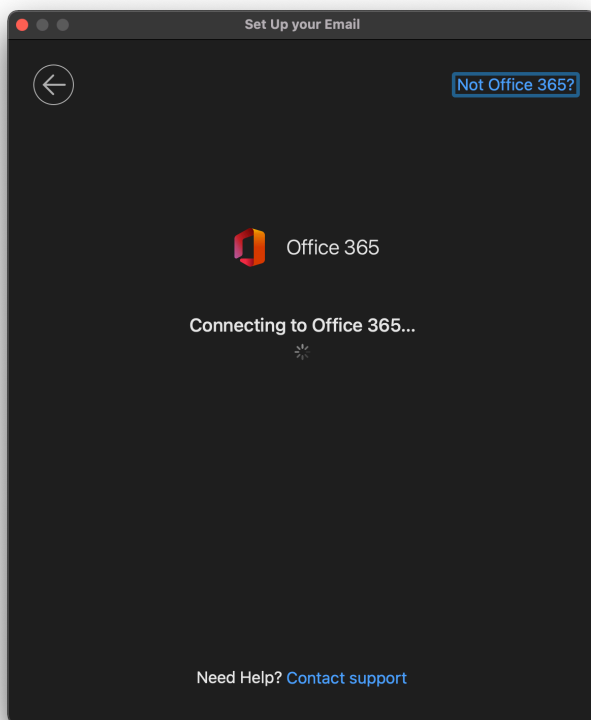 Set Up your Email
Not Office 365?
Office 365
Connecting to Office 365...
Need Help? Contact support